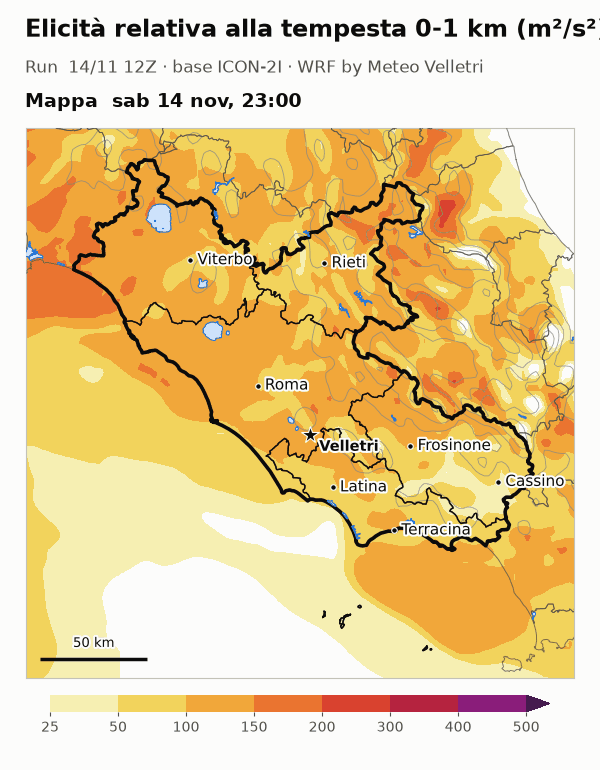 Elicità relativa alla tempesta 0-1 km (m²/s²)
Run 14/11 12Z · base ICON-2I · WRF by Meteo Velletri
Mappa sab 14 nov, 23:00
Viterbo
Rieti
Roma
Velletri
Frosinone
Cassino
Latina
Terracina
50 km
25 50 100 150 200 300 400 500